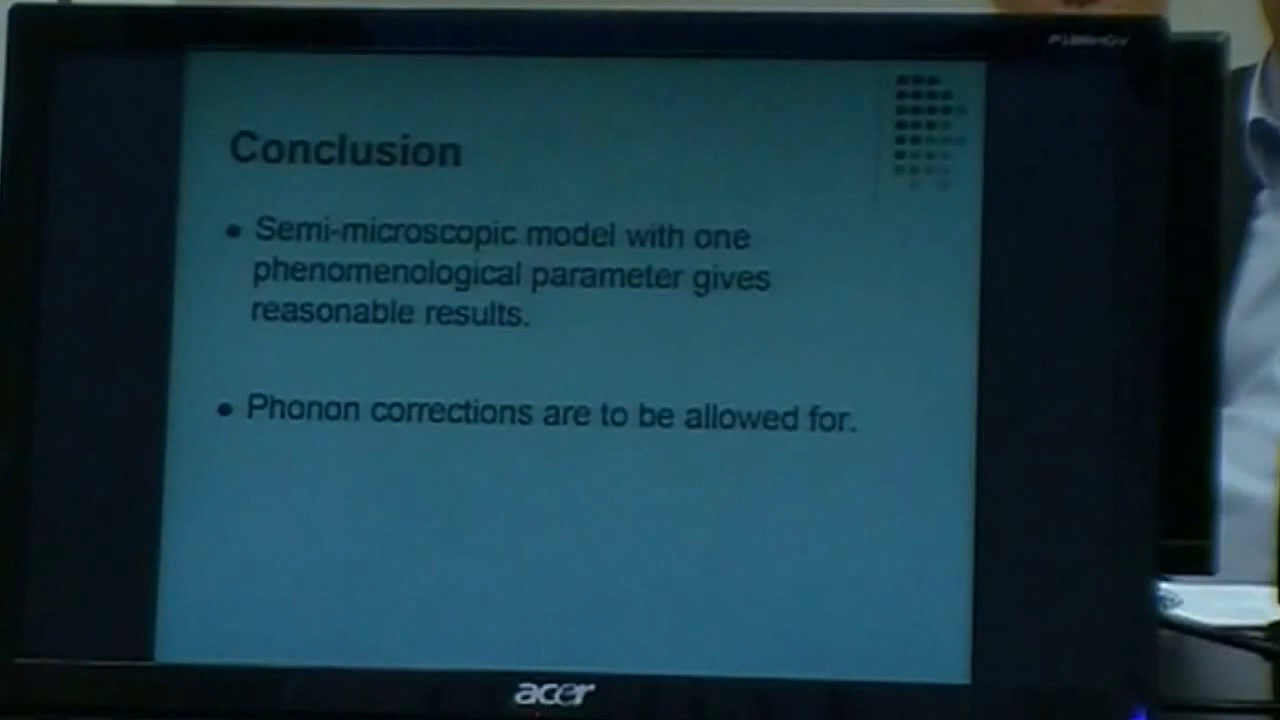 Conclusion
• Semi-microscopic model with one
phenomenological parameter gives
reasonable results.
• Phonon corrections are to be allowed for.
acer